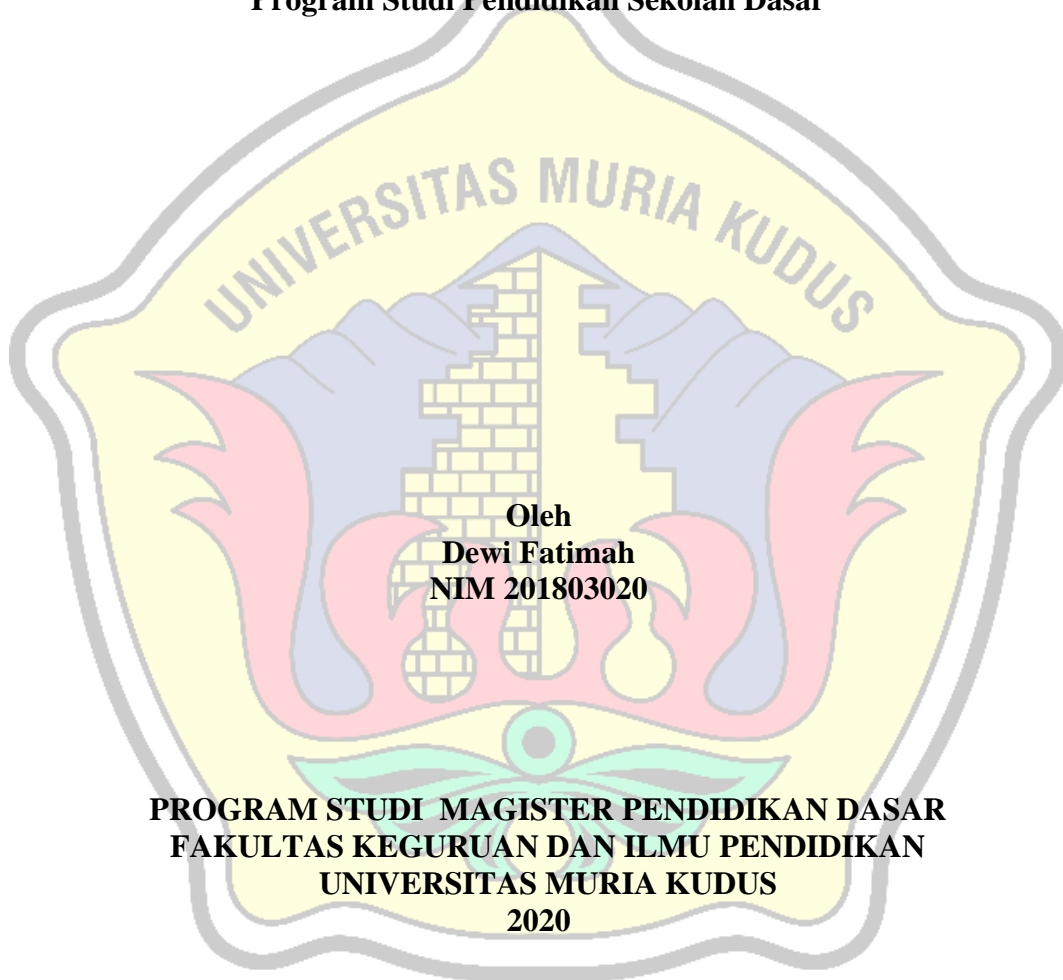 Program Studi Pendidikan Sekolah Dasar
UNIVERSITAS MURIA KUDUS
Oleh
Dewi Fatimah
NIM 201803020
PROGRAM STUDI MAGISTER PENDIDIKAN DASAR
FAKULTAS KEGURUAN DAN ILMU PENDIDIKAN
UNIVERSITAS MURIA KUDUS
2020